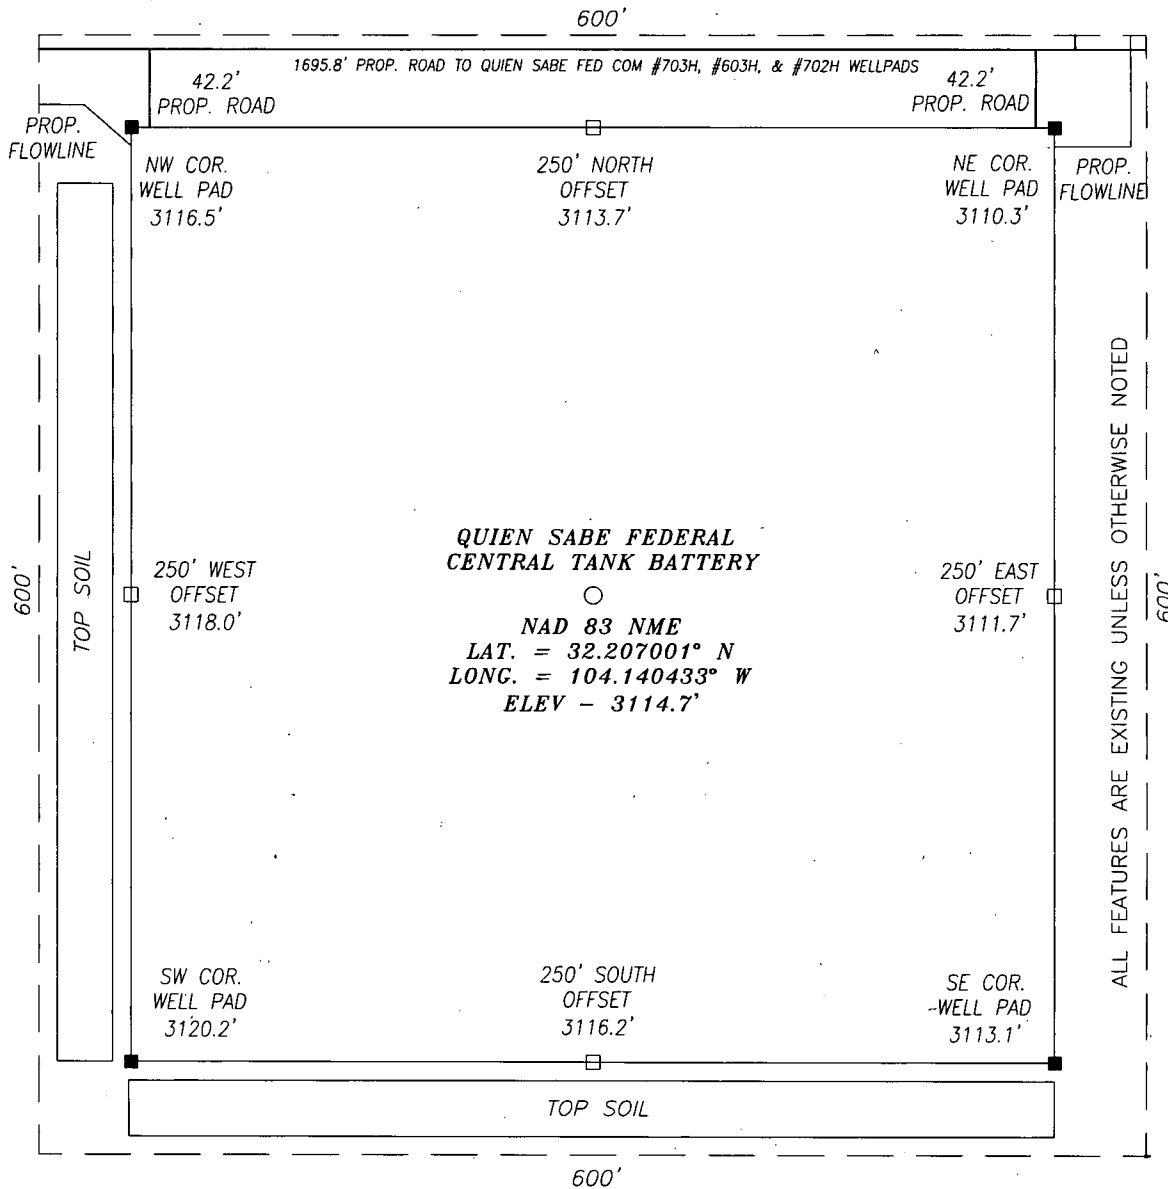 600'
1695.8' PROP. ROAD TO QUIEN SABE FED COM #703H, #603H, & #702H WELLPADS
42.2'
PROP. ROAD
42.2'
PROP. ROAD
PROP.
FLOWLINE
NW COR.
WELL PAD
3116.5'
250' NORTH
OFFSET
3113.7'
NE COR.
WELL PAD
3110.3'
PROP.
FLOWLINE
600'
TOP SOIL
250' WEST
OFFSET
3118.0'
QUIEN SABE FEDERAL
CENTRAL TANK BATTERY
NAD 83 NME
LAT. = 32.207001° N
LONG. = 104.140433° W
ELEV - 3114.7'
250' EAST
OFFSET
3111.7'
ALL FEATURES ARE EXISTING UNLESS OTHERWISE NOTED
600'
SW COR.
WELL PAD
3120.2'
250' SOUTH
OFFSET
3116.2'
SE COR.
WELL PAD
3113.1'
TOP SOIL
600'